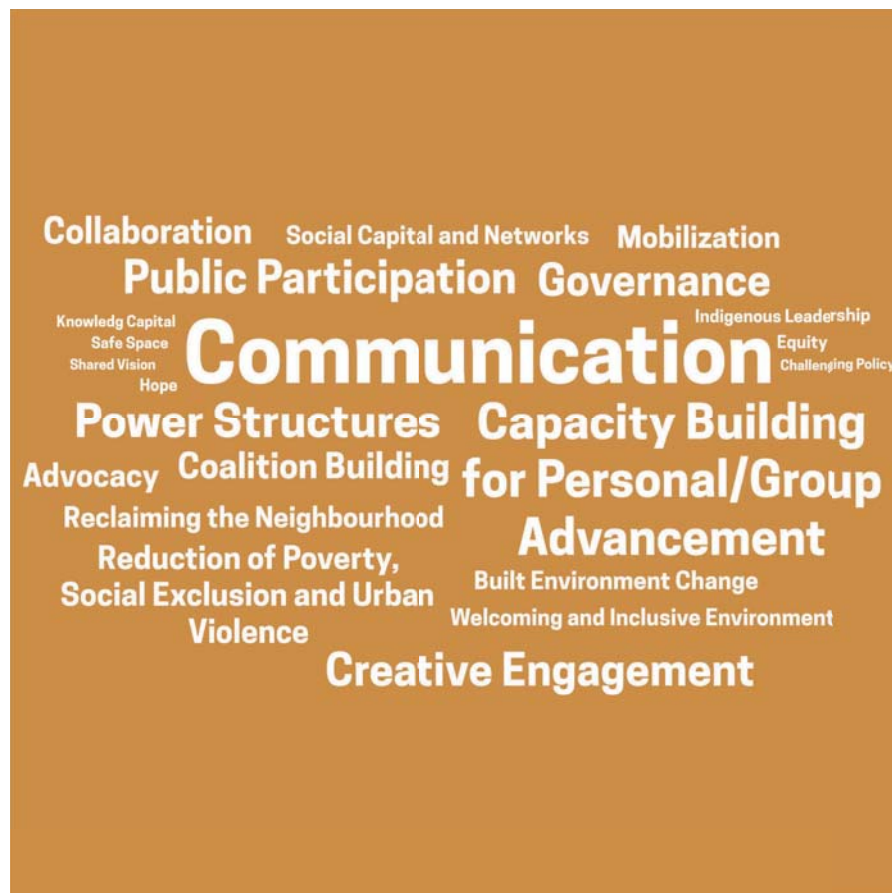 Collaboration Social Capital and Networks Mobilization
Public Participation Governance
Knowledg Capital
Safe Space
Shared Vision
Hope
Communication
Indigenous Leadership
Equity
Challenging Policy
Power Structures
Capacity Building
for Personal/Group
Advancement
Advocacy Coalition Building
Reclaiming the Neighbourhood
Reduction of Poverty,
Social Exclusion and Urban
Violence
Built Environment Change
Welcoming and Inclusive Environment
Creative Engagement